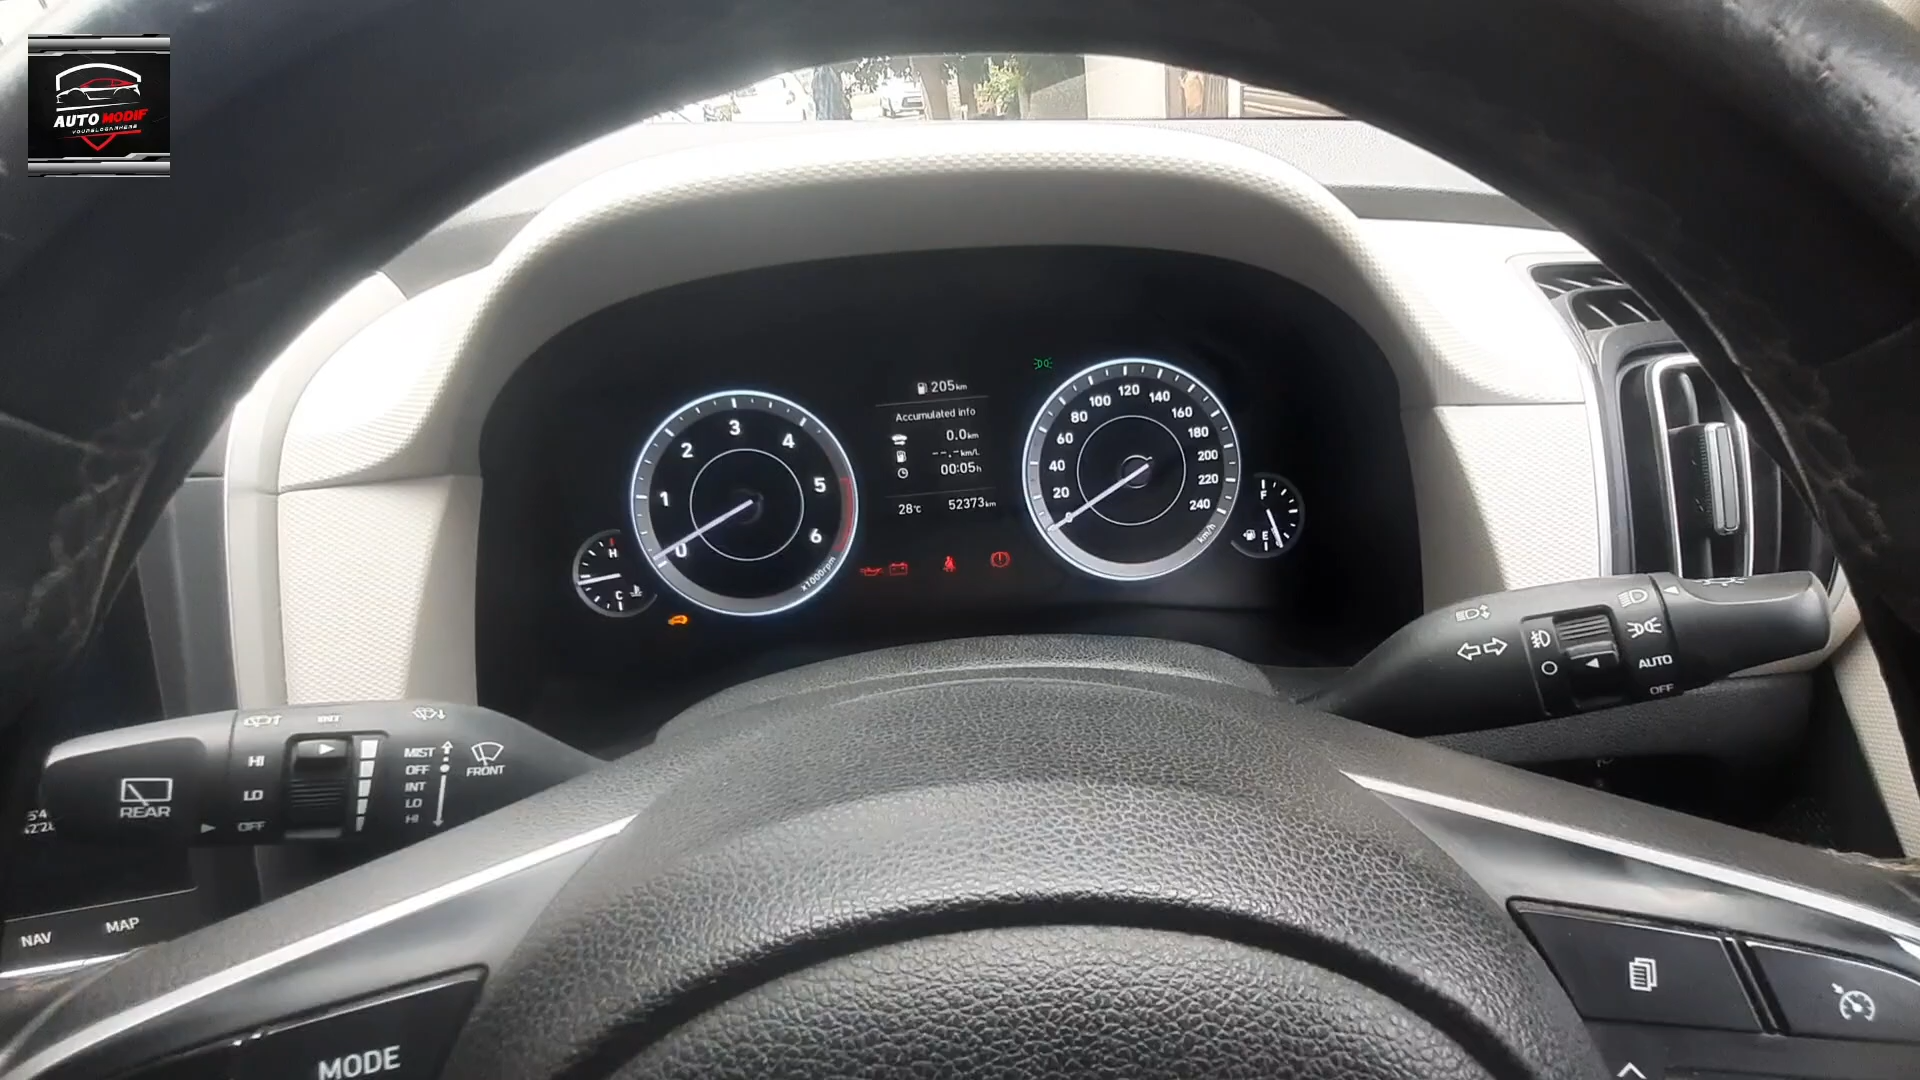 AUTO MODIF
YOURSLOGANHERE
205km
Accumulated info
0.0km
--.-km/L
00:05h
28°C 52373km
0
1
2
3
4
5
6
x1000rpm
H
C
0
20
40
60
80
100
120
140
160
180
200
220
240
km/h
F
E
AUTO
OFF
INT
HI
LO
OFF
REAR
MIST
OFF
INT
LO
HI
FRONT
NAV
MAP
MODE